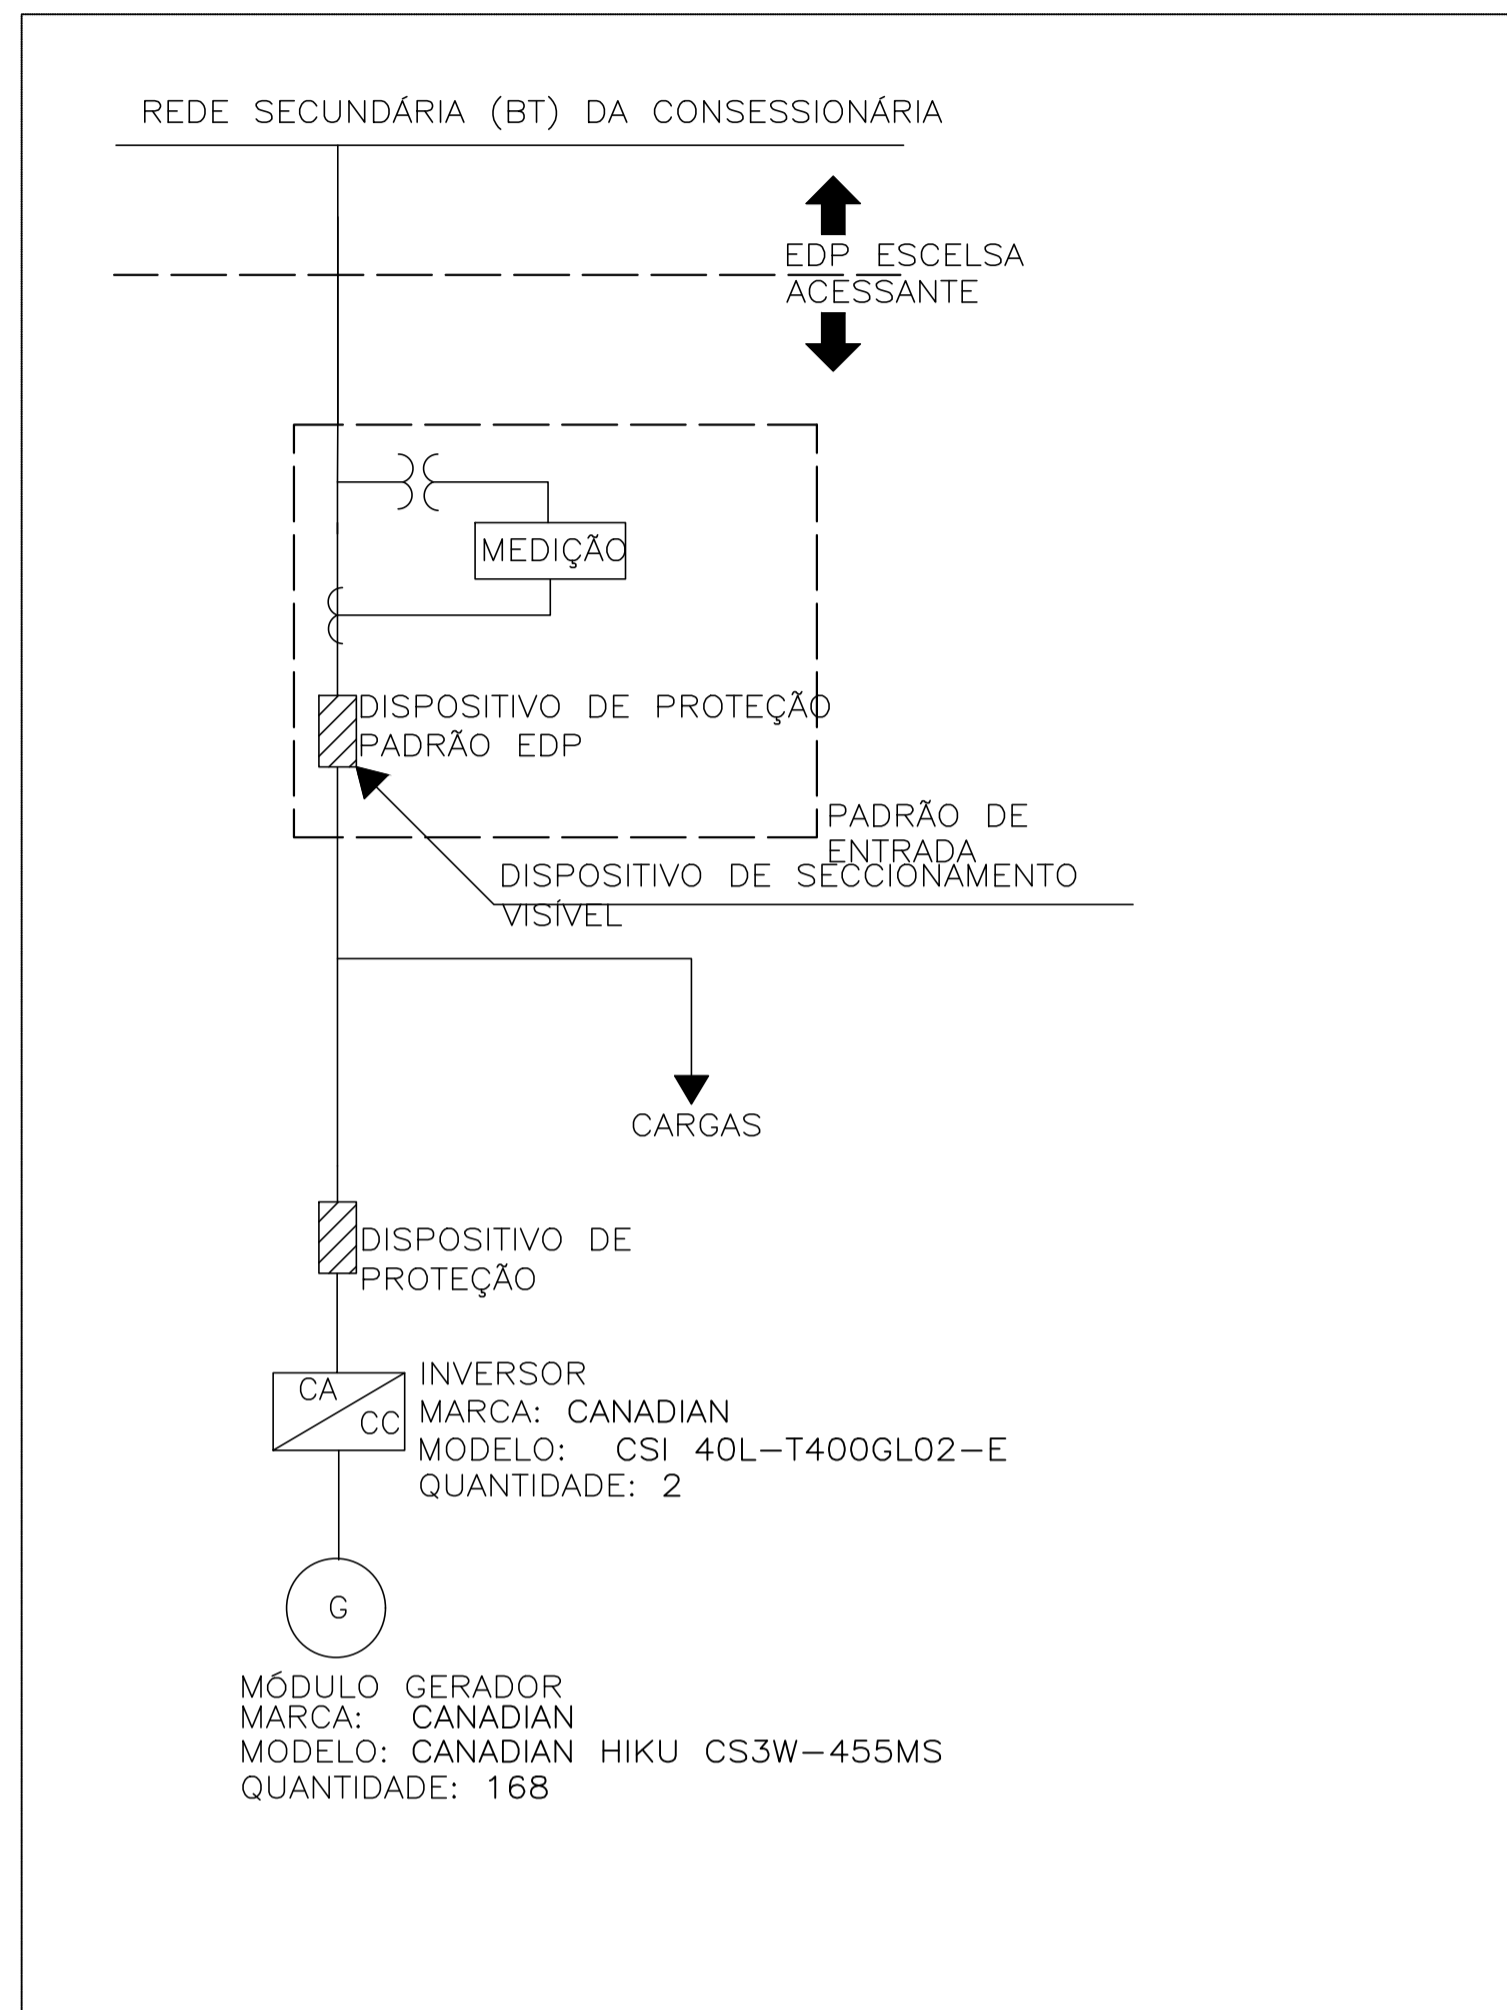 REDE SECUNDÁRIA (BT) DA CONSESSIONÁRIA
EDP ESCELSA
ACESSANTE
MEDIÇÃO
DISPOSITIVO DE PROTEÇÃO
PADRÃO EDP
PADRÃO DE
ENTRADA
DISPOSITIVO DE SECCIONAMENTO
VISÍVEL
CARGAS
DISPOSITIVO DE
PROTEÇÃO
CA
CC
INVERSOR
MARCA: CANADIAN
MODELO: CSI 40L-T400GL02-E
QUANTIDADE: 2
G
MÓDULO GERADOR
MARCA: CANADIAN
MODELO: CANADIAN HIKU CS3W-455MS
QUANTIDADE: 168